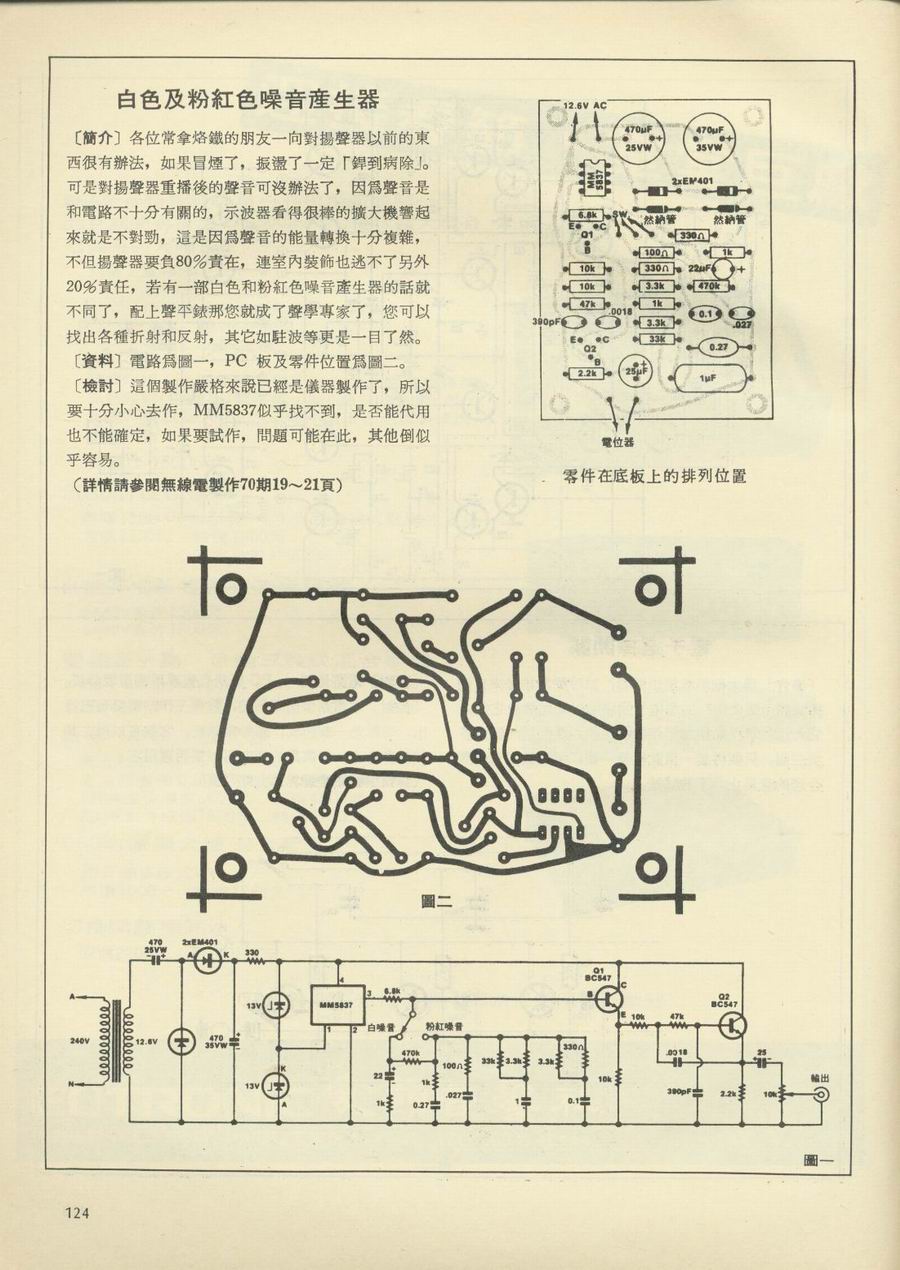 白色及粉紅色噪音產生器
〔簡介〕各位常拿烙鐵的朋友一向對揚聲器以前的東
西很有辦法，如果冒煙了，振盪了一定「銲到病除」。
可是對揚聲器重播後的聲音可沒辦法了，因爲聲音是
和電路不十分有關的，示波器看得很棒的擴大機響起
來就是不對勁，這是因爲聲音的能量轉換十分複雜，
不但揚聲器要負80％責在，連室內裝飾也逃不了另外
20％責任，若有一部白色和粉紅色噪音產生器的話就
不同了，配上聲平錶那您就成了聲學專家了，您可以
找出各種折射和反射，其它如駐波等更是一目了然。
〔資料〕電路爲圖一，PC 板及零件位置爲圖二。
〔檢討〕這個製作嚴格來說已經是儀器製作了，所以
要十分小心去作，MM5837似乎找不到，是否能代用
也不能確定，如果要試作，問題可能在此，其他倒似
乎容易。
（詳情請參閱無線電製作70期19～21頁）
12.6V AC
470μF
25VW
+
470μF
35VW
+
MM
5837
2xEM401
6.8k
SW
然納管
然納管
E
C
Q1
B
330Ω
100Ω
1k
10k
330Ω
22μF
+
10k
3.3k
470k
47k
1k
.0018
0.1
.027
390pF
3.3k
E
C
33k
0.27
Q2
B
2.2k
25μF
+
1μF
電位器
零件在底板上的排列位置
圖二
470
25VW
2xEM401
A
K
330
A
240V
N
12.6V
470
35VW
13V
13V
K
A
MM5837
4
3
1
2
6.8k
白噪音
粉紅噪音
470k
22
1k
1k
0.27
100Ω
.027
33k
3.3k
1
3.3k
330Ω
0.1
Q1
BC547
B
C
E
10k
10k
47k
.0018
390pF
Q2
BC547
2.2k
25
10k
輸出
圖一
124